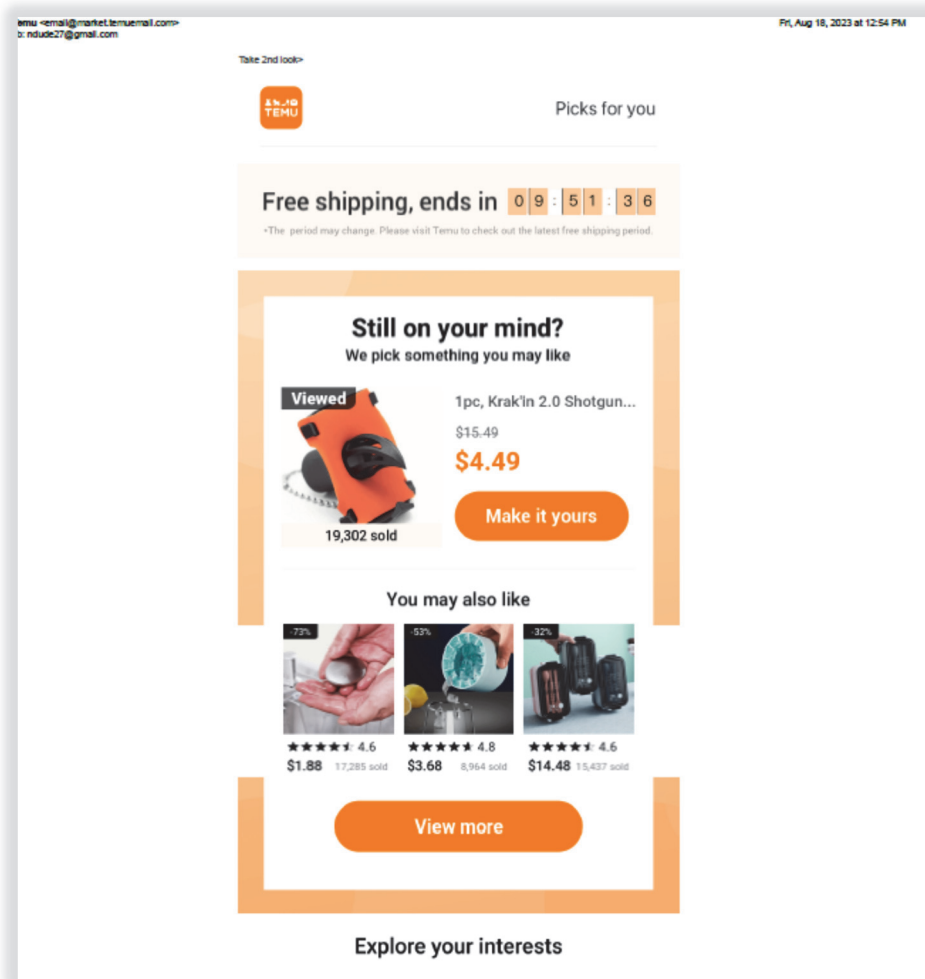 emu <email@market.temuemail.com>
Fri, Aug 18, 2023 at 12:54 PM
o: ndude27@gmail.com
Take 2nd look>
TEMU
Picks for you
Free shipping, ends in 09:51:36
*The period may change. Please visit Temu to check out the latest free shipping period.
Still on your mind?
We pick something you may like
Viewed
1pc, Krak'in 2.0 Shotgun...
$15.49
$4.49
Make it yours
19,302 sold
You may also like
-73% -53% -32%
4.6 4.8 4.6
$1.88 17,285 sold $3.68 8,964 sold $14.48 15,437 sold
View more
Explore your interests